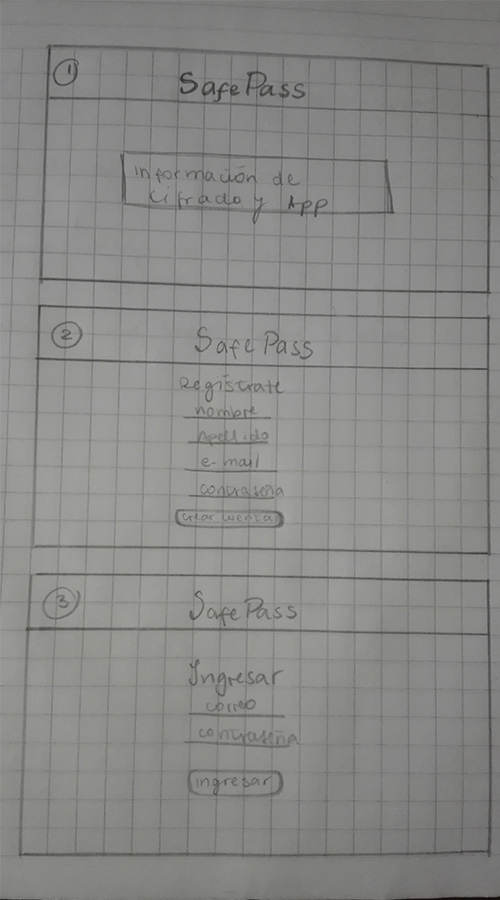 1
SafePass
información de
cifrado y App
2
SafePass
Regístrate
nombre
Apellido
e-mail
contraseña
crear cuenta
3
SafePass
Ingresar
correo
contraseña
ingresar